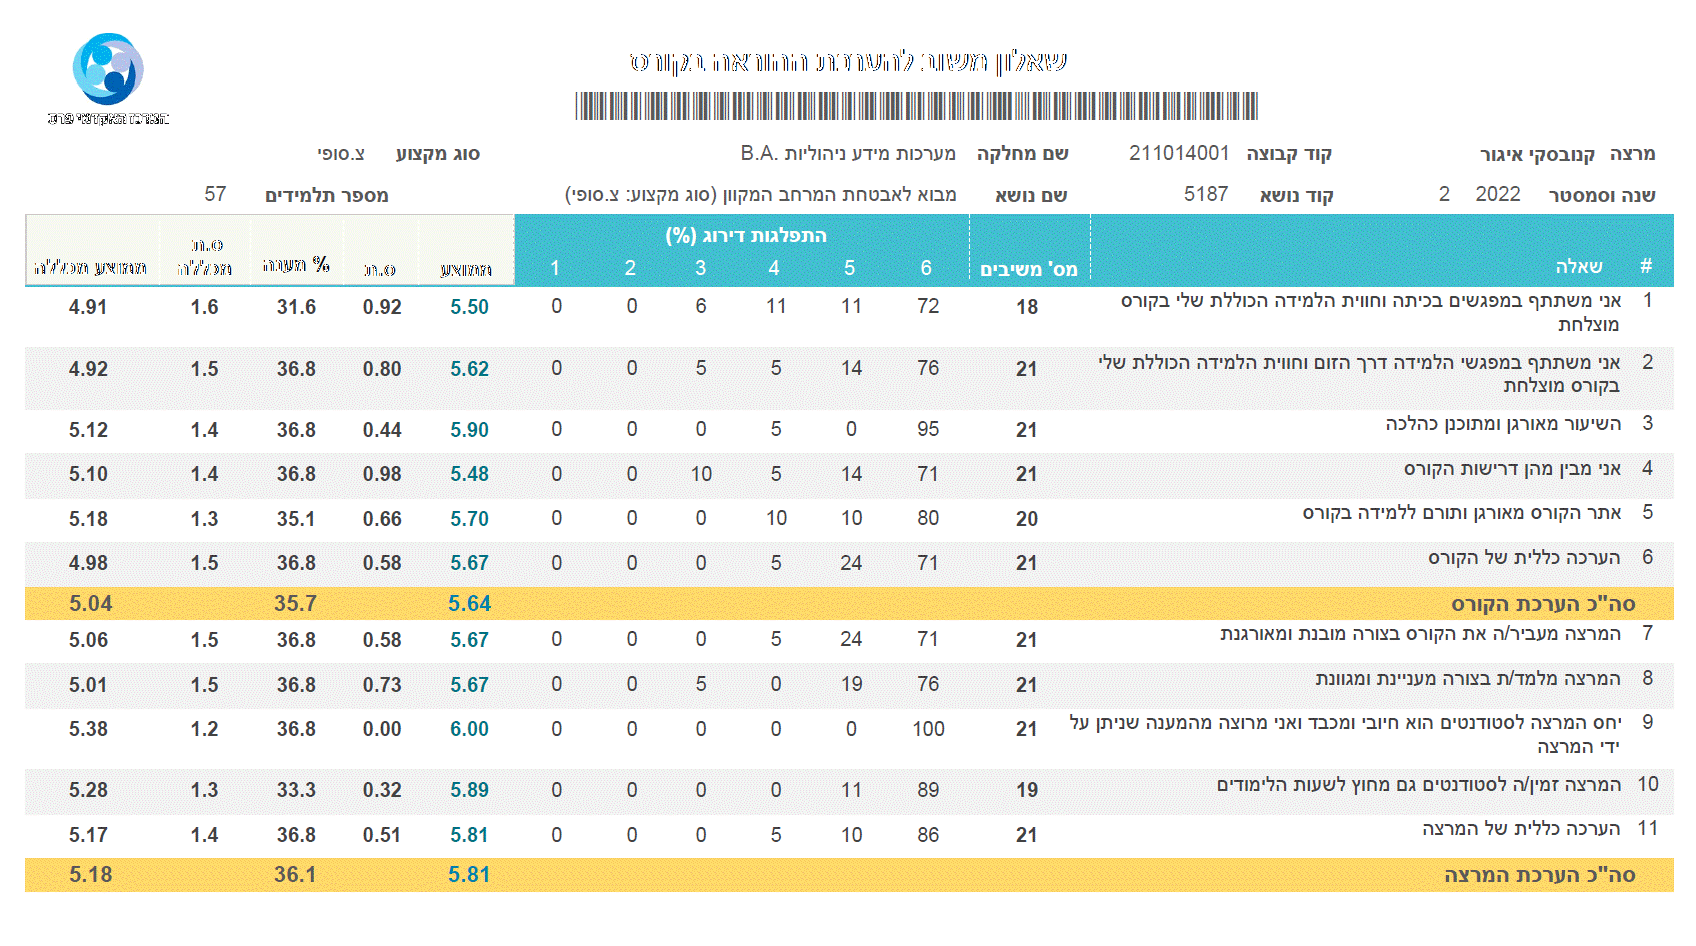 המרכז האקדמי פרס
שאלון משוב להערכת ההוראה בקורס
מרצה קנובסקי איגור קוד קבוצה 211014001 שם מחלקה מערכות מידע ניהוליות B.A. סוג מקצוע צ.סופי
שנה וסמסטר 2022 2 קוד נושא 5187 שם נושא מבוא לאבטחת המרחב המקוון (סוג מקצוע: צ.סופי) מספר תלמידים 57
התפלגות דירוג (%)
# שאלה מס' משיבים 6 5 4 3 2 1 ממוצע ס.ת % מענה ס.ת מכללה ממוצע מכללה
1 אני משתתף במפגשים בכיתה וחווית הלמידה הכוללת שלי בקורס 18 72 11 11 6 0 0 5.50 0.92 31.6 1.6 4.91
מוצלחת
2 אני משתתף במפגשי הלמידה דרך הזום וחווית הלמידה הכוללת שלי 21 76 14 5 5 0 0 5.62 0.80 36.8 1.5 4.92
בקורס מוצלחת
3 השיעור מאורגן ומתוכנן כהלכה 21 95 0 5 0 0 0 5.90 0.44 36.8 1.4 5.12
4 אני מבין מהן דרישות הקורס 21 71 14 5 10 0 0 5.48 0.98 36.8 1.4 5.10
5 אתר הקורס מאורגן ותורם ללמידה בקורס 20 80 10 10 0 0 0 5.70 0.66 35.1 1.3 5.18
6 הערכה כללית של הקורס 21 71 24 5 0 0 0 5.67 0.58 36.8 1.5 4.98
סה"כ הערכת הקורס 5.64 35.7 5.04
7 המרצה מעביר/ה את הקורס בצורה מובנת ומאורגנת 21 71 24 5 0 0 0 5.67 0.58 36.8 1.5 5.06
8 המרצה מלמד/ת בצורה מעניינת ומגוונת 21 76 19 0 5 0 0 5.67 0.73 36.8 1.5 5.01
9 יחס המרצה לסטודנטים הוא חיובי ומכבד ואני מרוצה מהמענה שניתן על 21 100 0 0 0 0 0 6.00 0.00 36.8 1.2 5.38
ידי המרצה
10 המרצה זמין/ה לסטודנטים גם מחוץ לשעות הלימודים 19 89 11 0 0 0 0 5.89 0.32 33.3 1.3 5.28
11 הערכה כללית של המרצה 21 86 10 5 0 0 0 5.81 0.51 36.8 1.4 5.17
סה"כ הערכת המרצה 5.81 36.1 5.18